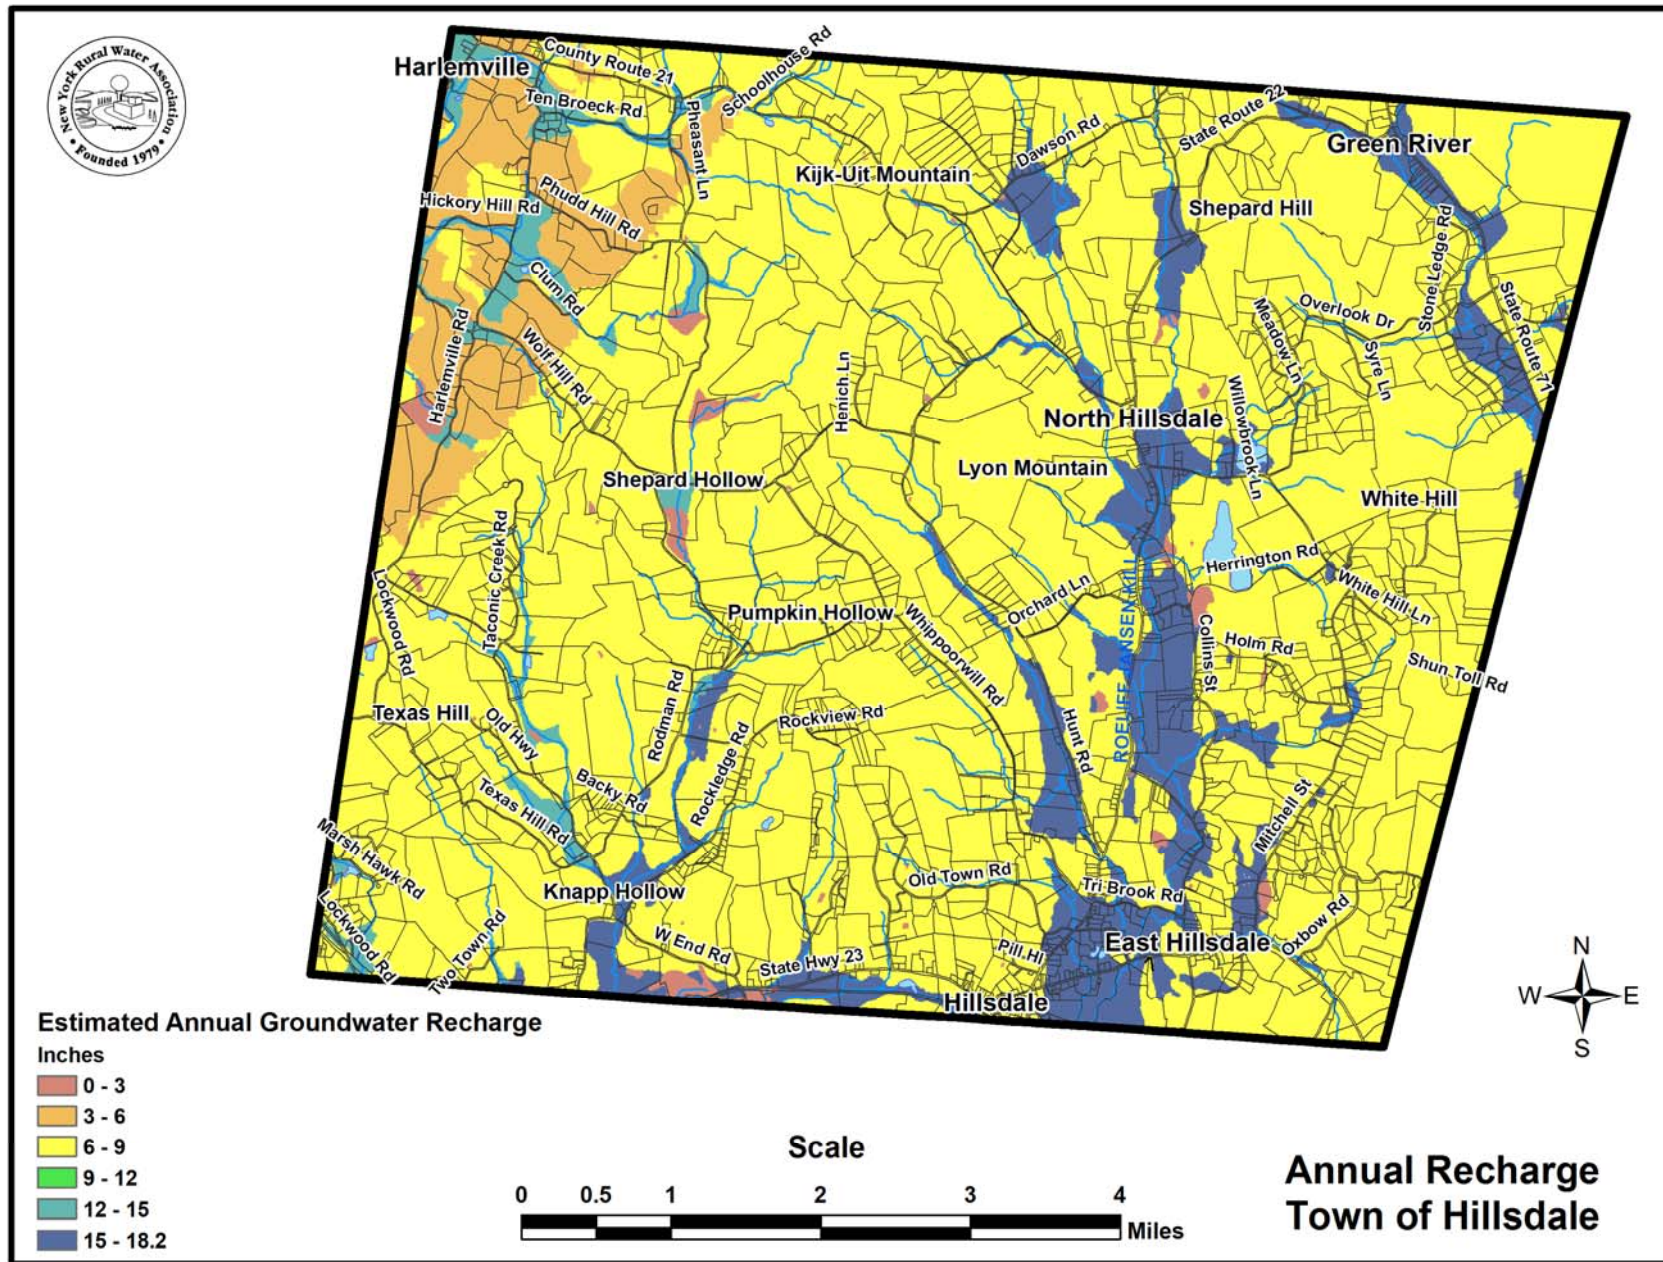 New York Rural Water Association
• Founded 1979 •
Harlemville
County Route 21
Schoolhouse Rd
Ten Broeck Rd
Pheasant Ln
State Route 22
Dawson Rd
Green River
Kijk-Uit Mountain
Hickory Hill Rd
Phudd Hill Rd
Shepard Hill
Stone Ledge Rd
Clum Rd
Overlook Dr
State Route 71
Meadow Ln
Syre Ln
Harlemville Rd
Wolf Hill Rd
Henich Ln
North Hillsdale
Willowbrook Ln
Lyon Mountain
Shepard Hollow
White Hill
Taconic Creek Rd
Herrington Rd
White Hill Ln
Lockwood Rd
Orchard Ln
Pumpkin Hollow
Whippoorwill Rd
ROELIFF JANSEN KILL
Collins St
Holm Rd
Shun Toll Rd
Texas Hill
Old Hwy
Rodman Rd
Rockview Rd
Hunt Rd
Rockledge Rd
Backy Rd
Texas Hill Rd
Mitchell St
Marsh Hawk Rd
Old Town Rd
Tri Brook Rd
Knapp Hollow
Lockwood Rd
Two Town Rd
W End Rd
State Hwy 23
Pill Hl
East Hillsdale
Oxbow Rd
Hillsdale
N
W
E
S
Estimated Annual Groundwater Recharge
Inches
0 - 3
3 - 6
6 - 9
9 - 12
12 - 15
15 - 18.2
Scale
0 0.5 1 2 3 4
Miles
Annual Recharge
Town of Hillsdale